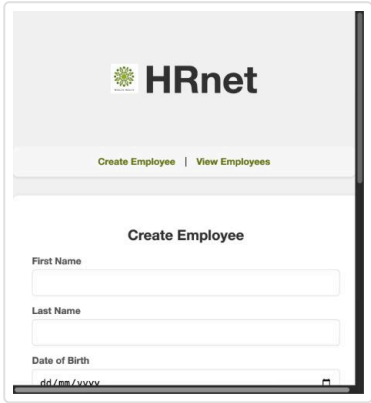 HRnet
Create Employee | View Employees
Create Employee
First Name
Last Name
Date of Birth
dd/mm/yyyy